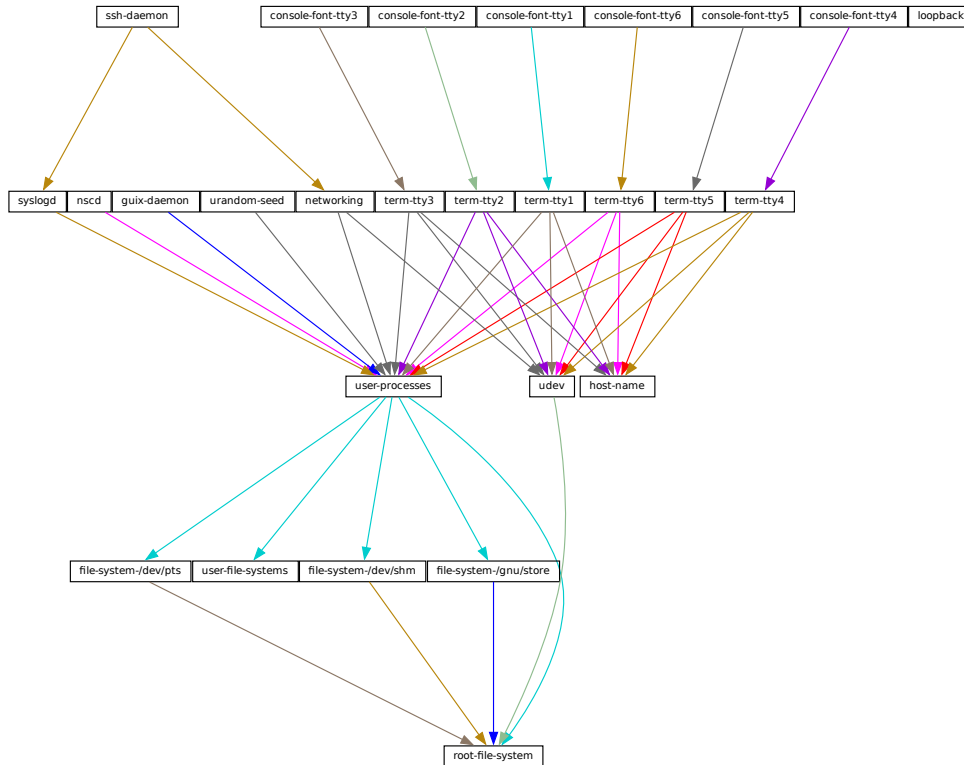 ssh-daemon
console-font-tty3
console-font-tty2
console-font-tty1
console-font-tty6
console-font-tty5
console-font-tty4
loopback
syslogd
nscd
guix-daemon
urandom-seed
networking
term-tty3
term-tty2
term-tty1
term-tty6
term-tty5
term-tty4
user-processes
udev
host-name
file-system-/dev/pts
user-file-systems
file-system-/dev/shm
file-system-/gnu/store
root-file-system